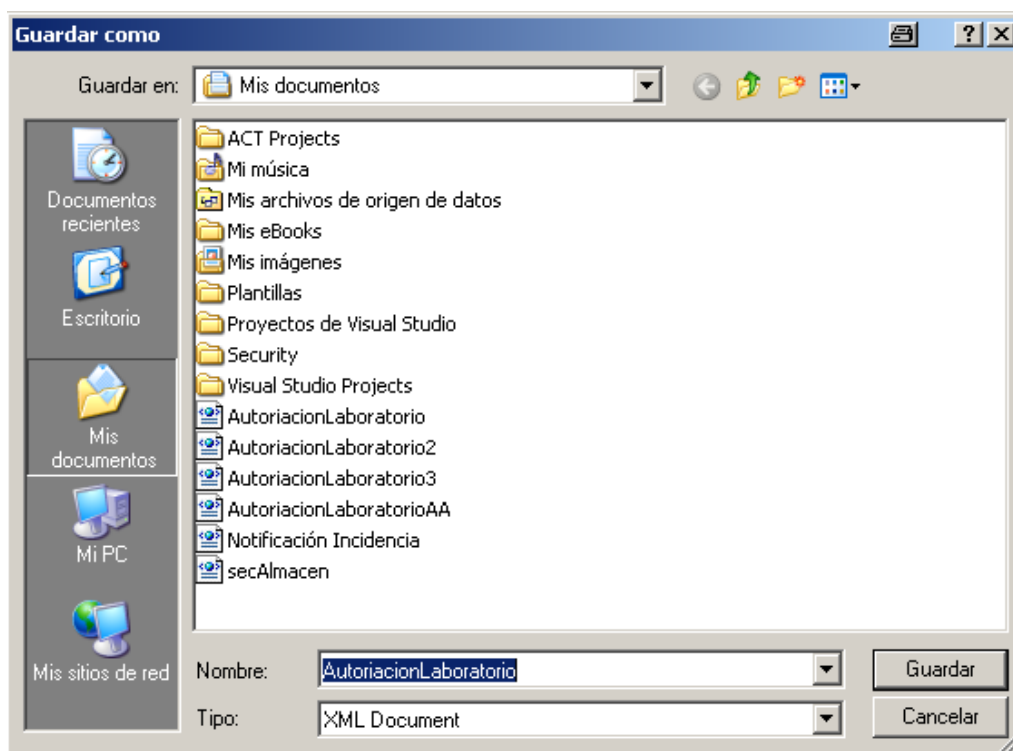 Guardar como
Guardar en:
Mis documentos
Documentos
recientes
Escritorio
Mis
documentos
Mi PC
Mis sitios de red
ACT Projects
Mi música
Mis archivos de origen de datos
Mis eBooks
Mis imágenes
Plantillas
Proyectos de Visual Studio
Security
Visual Studio Projects
AutoriacionLaboratorio
AutoriacionLaboratorio2
AutoriacionLaboratorio3
AutoriacionLaboratorioAA
Notificación Incidencia
secAlmacen
Nombre:
AutoriacionLaboratorio
Guardar
Tipo:
XML Document
Cancelar